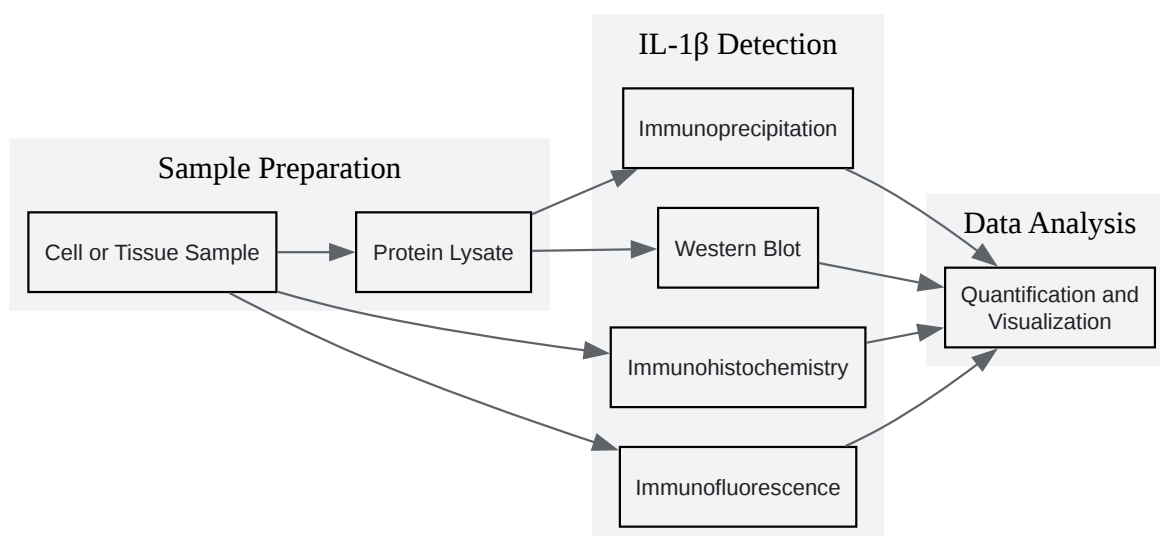 Sample Preparation
Cell or Tissue Sample
Protein Lysate
IL-1β Detection
Immunoprecipitation
Western Blot
Immunohistochemistry
Immunofluorescence
Data Analysis
Quantification and
Visualization